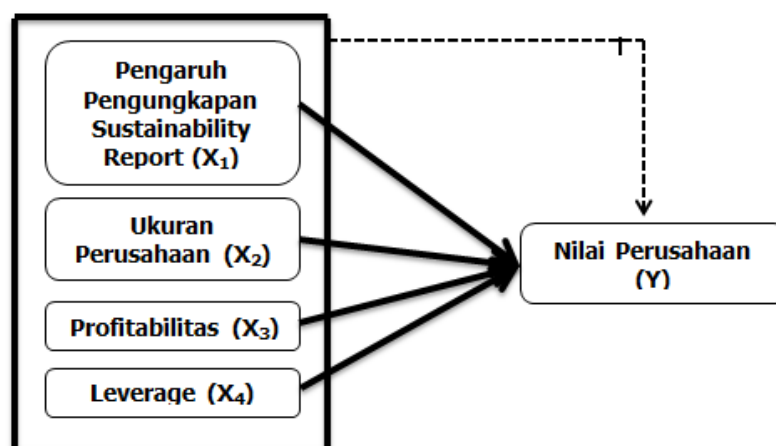 Pengaruh
Pengungkapan
Sustainability
Report (X₁)
Ukuran
Perusahaan (X₂)
Profitabilitas (X₃)
Leverage (X₄)
Nilai Perusahaan
(Y)